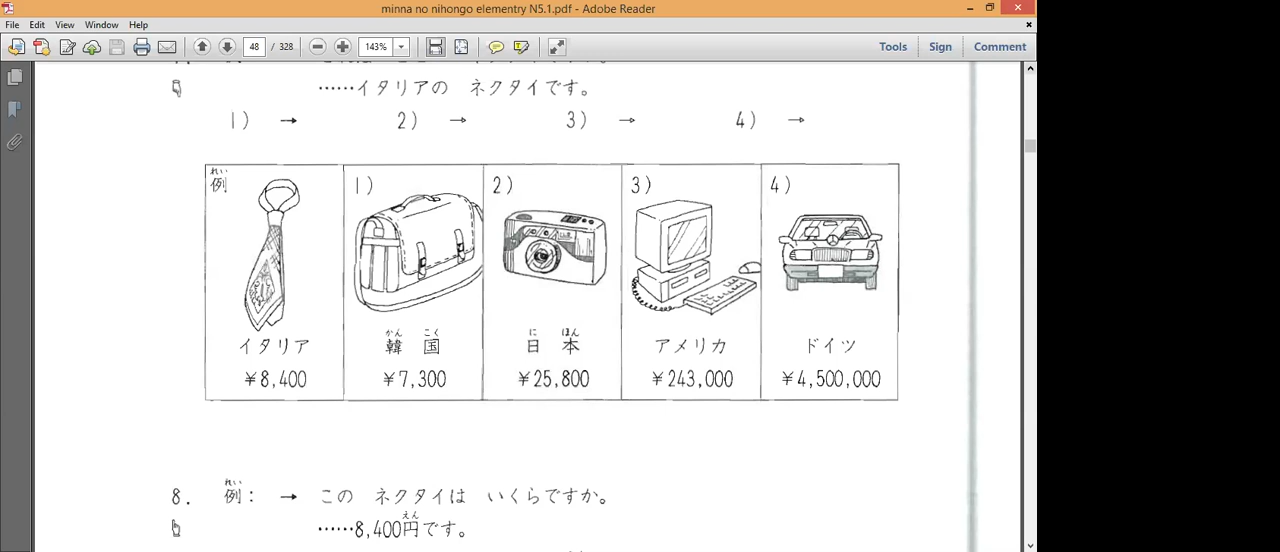 minna no nihongo elementry N5.1.pdf - Adobe Reader
File Edit View Window Help
48 / 328 143% Tools Sign Comment
……イタリアの ネクタイです。
1) → 2) → 3) → 4) →
れい
例 1) 2) 3) 4)
かん こく に ほん
イタリア 韓国 日本 アメリカ ドイツ
¥8,400 ¥7,300 ¥25,800 ¥243,000 ¥4,500,000
れい
8. 例: → この ネクタイは いくらですか。
えん
……8,400円です。